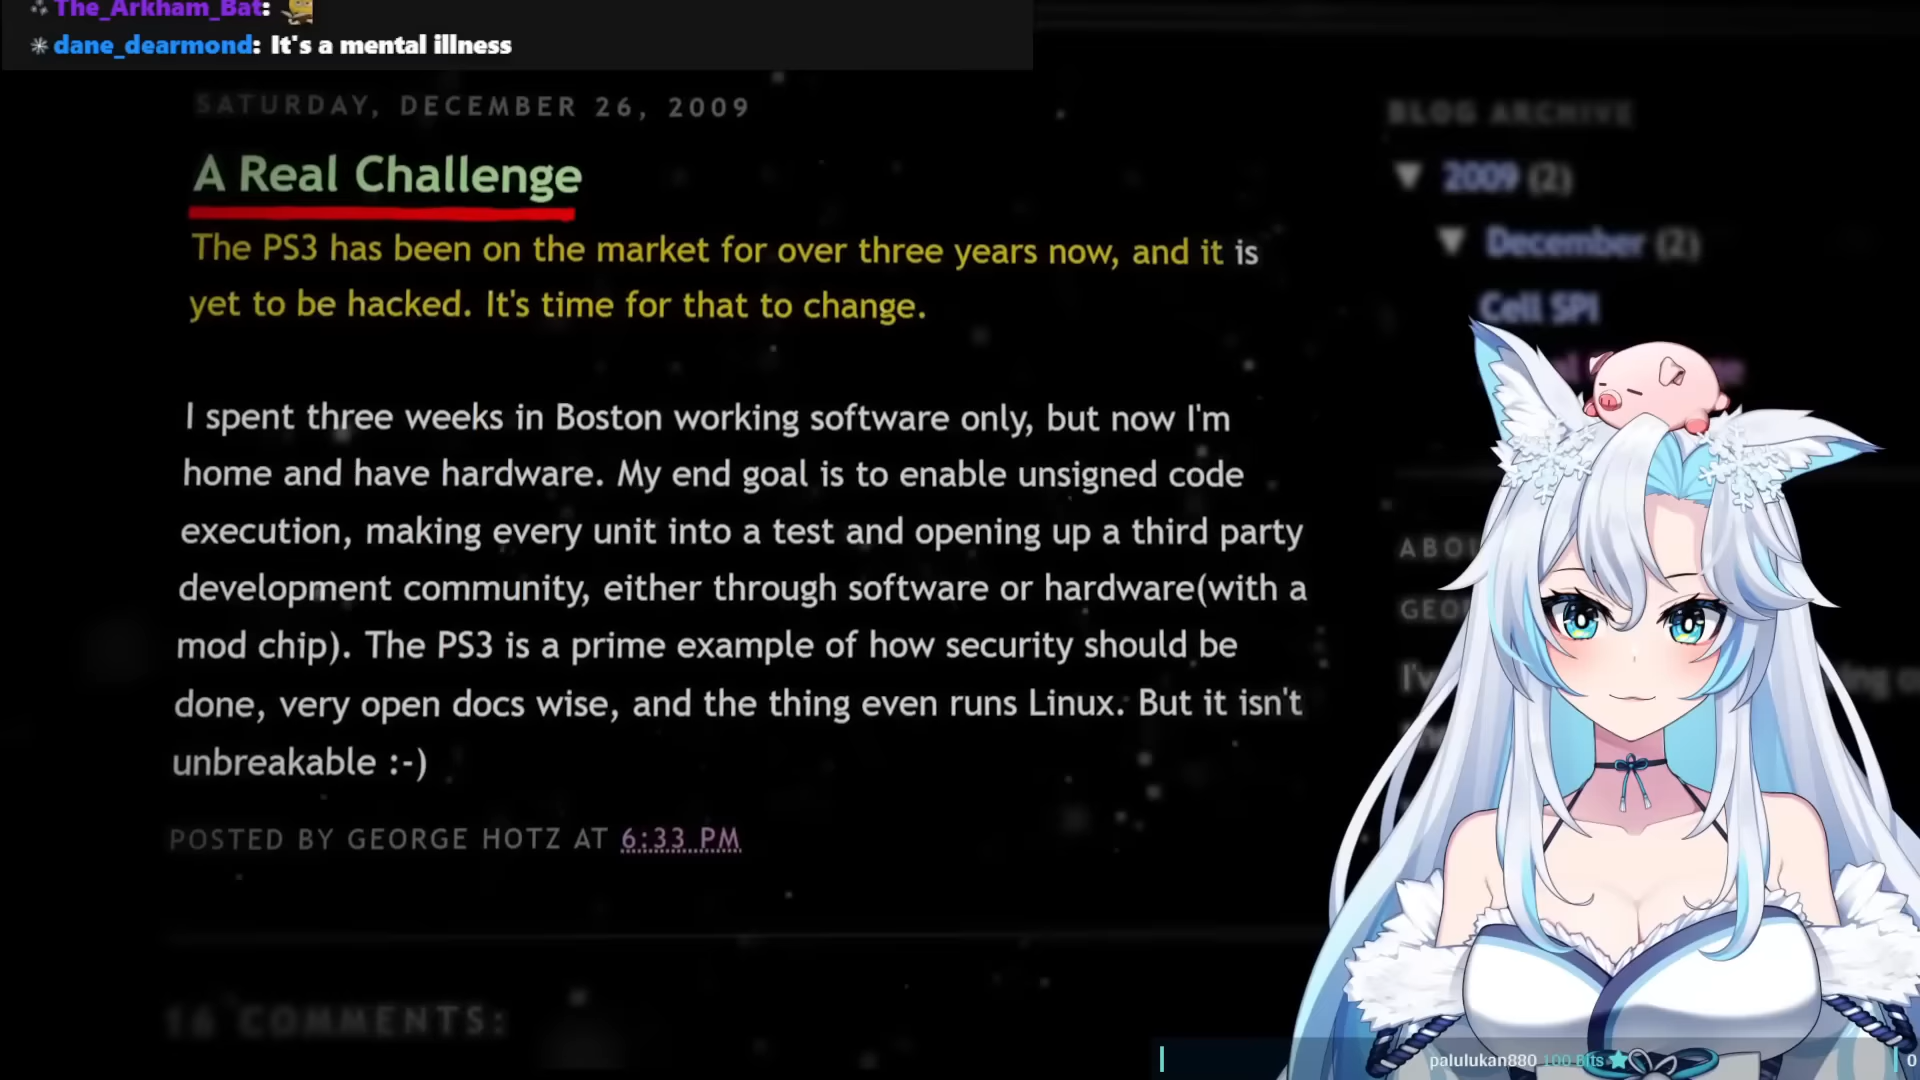 The_Arkham_Bat:
dane_dearmond: It's a mental illness
SATURDAY, DECEMBER 26, 2009
A Real Challenge
The PS3 has been on the market for over three years now, and it is
yet to be hacked. It's time for that to change.
I spent three weeks in Boston working software only, but now I'm
home and have hardware. My end goal is to enable unsigned code
execution, making every unit into a test and opening up a third party
development community, either through software or hardware(with a
mod chip). The PS3 is a prime example of how security should be
done, very open docs wise, and the thing even runs Linux. But it isn't
unbreakable :-)
POSTED BY GEORGE HOTZ AT 6:33 PM
16 COMMENTS:
BLOG ARCHIVE
▼ 2009 (2)
▼ December (2)
Cell SPI
I'v
palulukan880 100 Bits
0